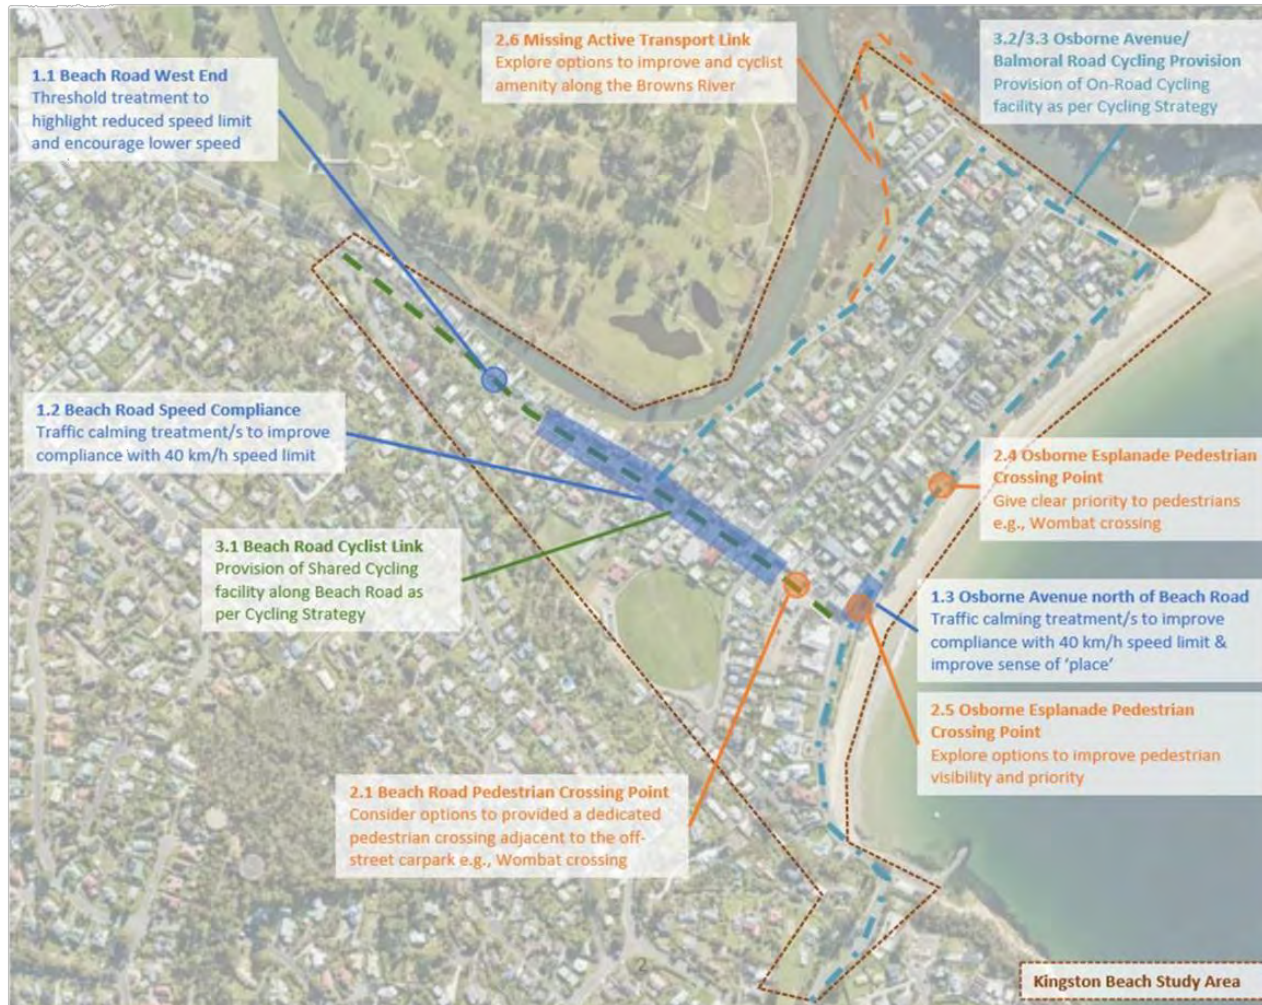 2.6 Missing Active Transport Link
Explore options to improve and cyclist
amenity along the Browns River
3.2/3.3 Osborne Avenue/
Balmoral Road Cycling Provision
Provision of On-Road Cycling
facility as per Cycling Strategy
1.1 Beach Road West End
Threshold treatment to
highlight reduced speed limit
and encourage lower speed
1.2 Beach Road Speed Compliance
Traffic calming treatment/s to improve
compliance with 40 km/h speed limit
2.4 Osborne Esplanade Pedestrian
Crossing Point
Give clear priority to pedestrians
e.g., Wombat crossing
3.1 Beach Road Cyclist Link
Provision of Shared Cycling
facility along Beach Road as
per Cycling Strategy
1.3 Osborne Avenue north of Beach Road
Traffic calming treatment/s to improve
compliance with 40 km/h speed limit &
improve sense of ‘place’
2.5 Osborne Esplanade Pedestrian
Crossing Point
Explore options to improve pedestrian
visibility and priority
2.1 Beach Road Pedestrian Crossing Point
Consider options to provided a dedicated
pedestrian crossing adjacent to the off-
street carpark e.g., Wombat crossing
2
Kingston Beach Study Area